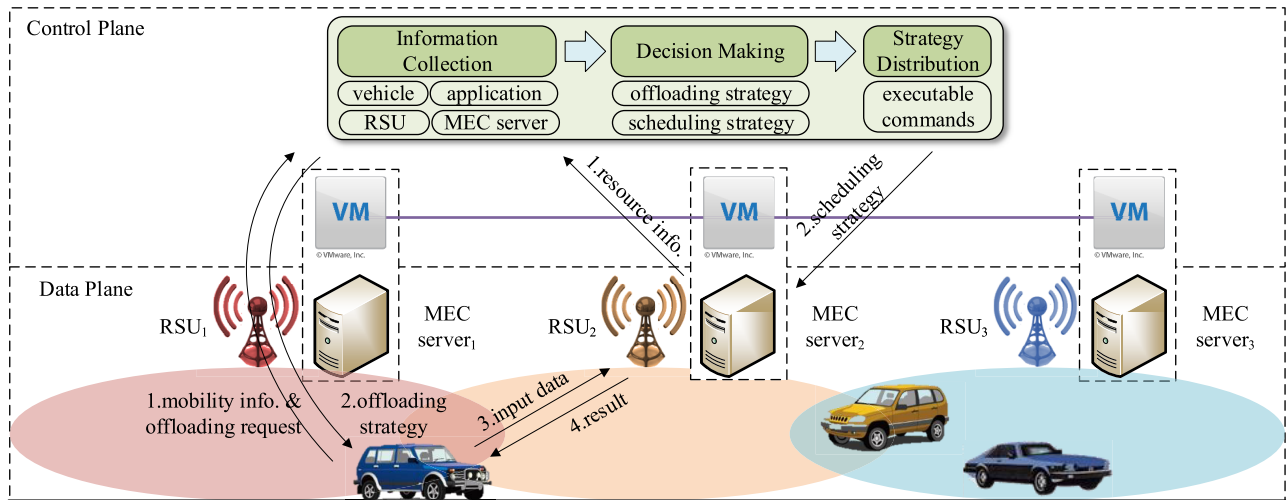 Control Plane
Information
Collection
vehicle
application
RSU
MEC server
Decision Making
offloading strategy
scheduling strategy
Strategy
Distribution
executable
commands
1.resource info.
2.scheduling
strategy
VM
© VMware, Inc.
VM
© VMware, Inc.
VM
© VMware, Inc.
Data Plane
RSU₁
MEC
server₁
RSU₂
MEC
server₂
RSU₃
MEC
server₃
1.mobility info. &
offloading request
2.offloading
strategy
3.input data
4.result